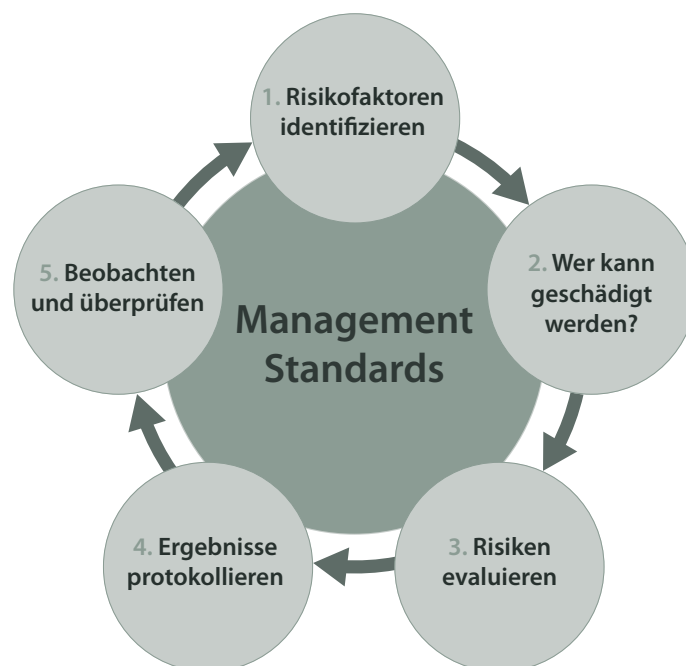 1. Risikofaktoren
identifizieren
2. Wer kann
geschädigt
werden?
3. Risiken
evaluieren
4. Ergebnisse
protokollieren
5. Beobachten
und überprüfen
Management
Standards